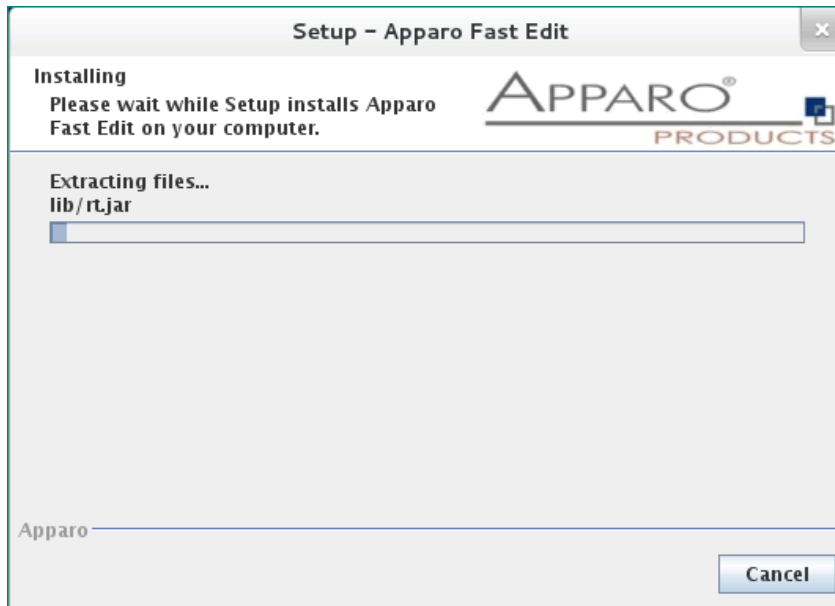 Setup - Apparo Fast Edit
x
Installing
Please wait while Setup installs Apparo
Fast Edit on your computer.
APPARO®
PRODUCTS
Extracting files...
lib/rt.jar
Apparo
Cancel